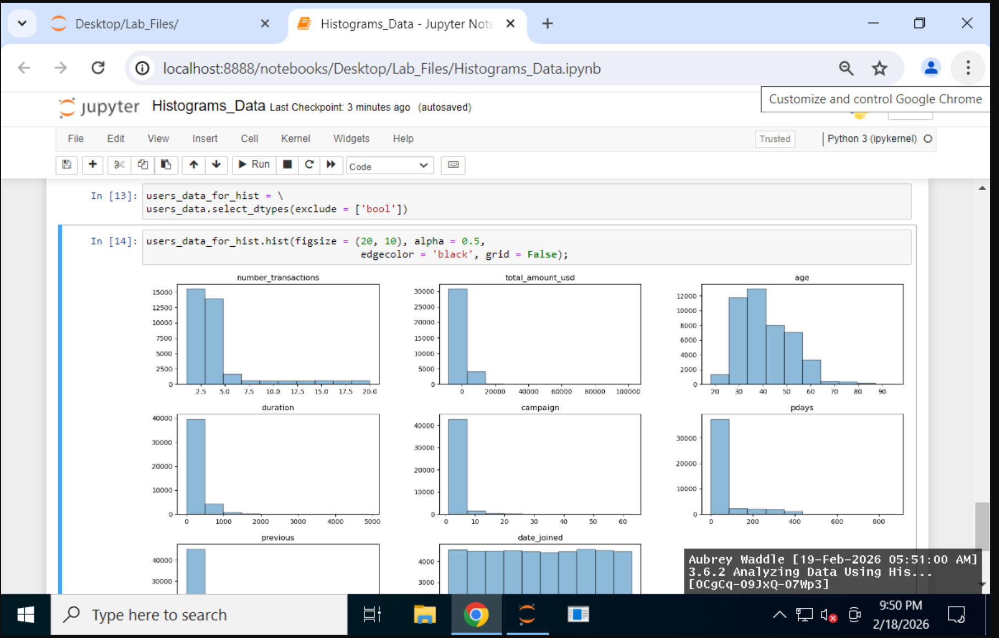 Desktop/Lab_Files/
Histograms_Data - Jupyter Note
localhost:8888/notebooks/Desktop/Lab_Files/Histograms_Data.ipynb
Customize and control Google Chrome
jupyter Histograms_Data Last Checkpoint: 3 minutes ago (autosaved)
File Edit View Insert Cell Kernel Widgets Help
Trusted Python 3 (ipykernel)
Run Code
In [13]: users_data_for_hist = \
users_data.select_dtypes(exclude = ['bool'])
In [14]: users_data_for_hist.hist(figsize = (20, 10), alpha = 0.5,
edgecolor = 'black', grid = False);
number_transactions
15000
12500
10000
7500
5000
2500
0
2.5 5.0 7.5 10.0 12.5 15.0 17.5 20.0
total_amount_usd
30000
25000
20000
15000
10000
5000
0
0 20000 40000 60000 80000 100000
age
12000
10000
8000
6000
4000
2000
0
20 30 40 50 60 70 80 90
duration
40000
30000
20000
10000
0
0 1000 2000 3000 4000 5000
campaign
40000
30000
20000
10000
0
0 10 20 30 40 50 60
pdays
30000
20000
10000
0
0 200 400 600 800
previous
40000
30000
date_joined
4000
3000
Aubrey Waddle [19-Feb-2026 05:51:00 AM]
3.6.2 Analyzing Data Using His...
[OCgCq-O9JxQ-O7Wp3]
Type here to search
9:50 PM
2/18/2026